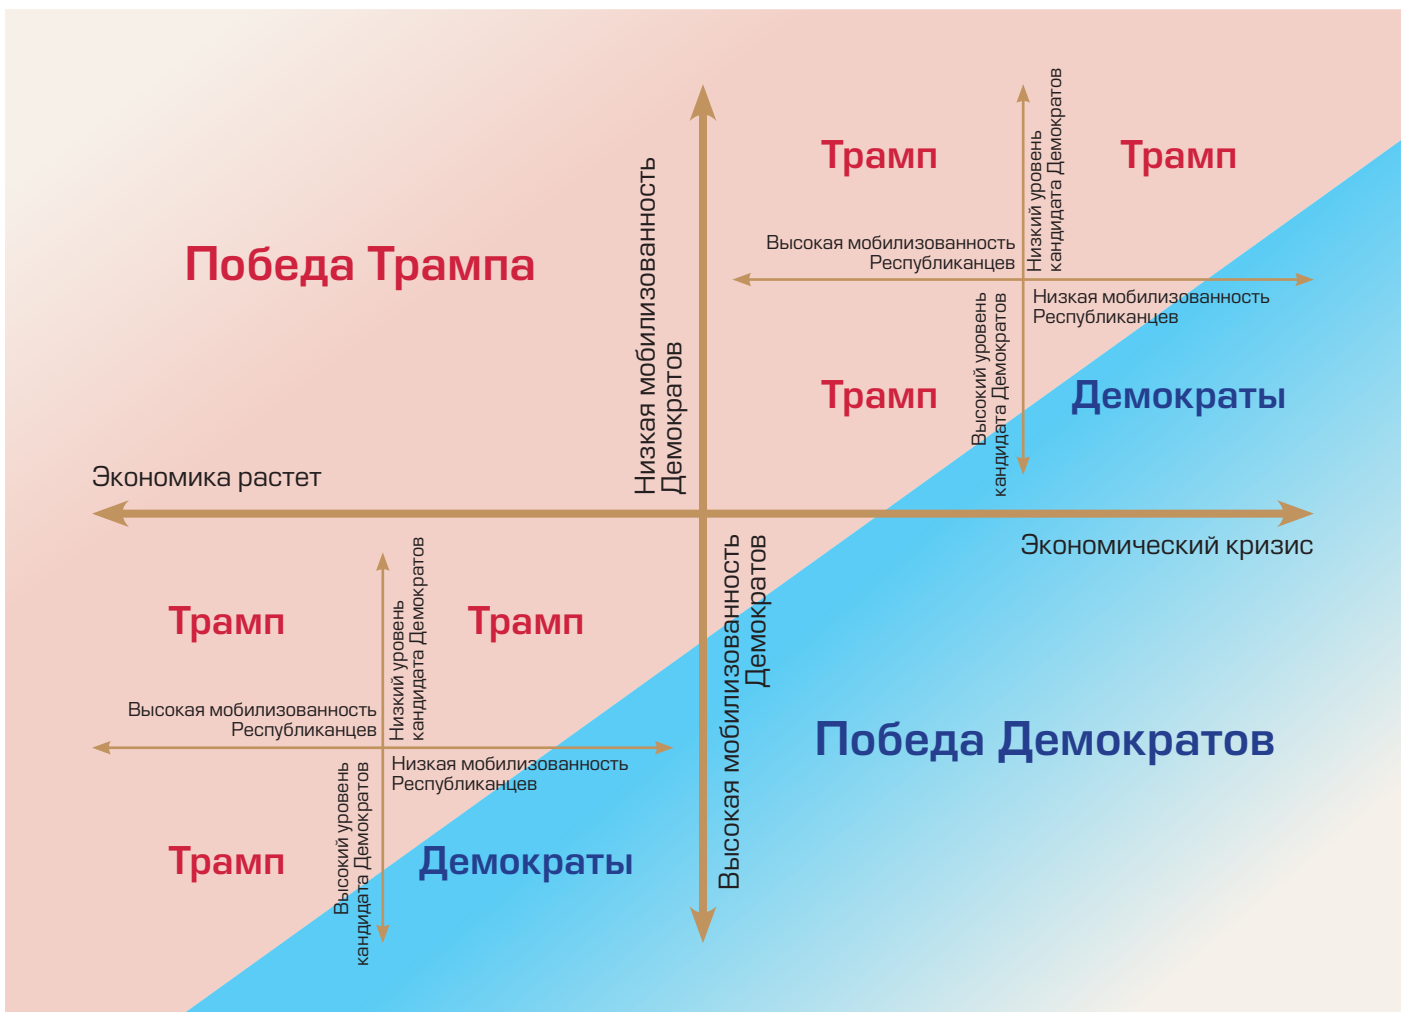 Трамп
Трамп
Низкий уровень
кандидата Демократов
Победа Трампа
Низкая мобилизованность
Демократов
Высокая мобилизованность
Республиканцев
Низкая мобилизованность
Республиканцев
Высокий уровень
кандидата Демократов
Трамп
Демократы
Экономика растет
Экономический кризис
Высокая мобилизованность
Демократов
Трамп
Трамп
Низкий уровень
кандидата Демократов
Высокая мобилизованность
Республиканцев
Низкая мобилизованность
Республиканцев
Высокий уровень
кандидата Демократов
Победа Демократов
Трамп
Демократы